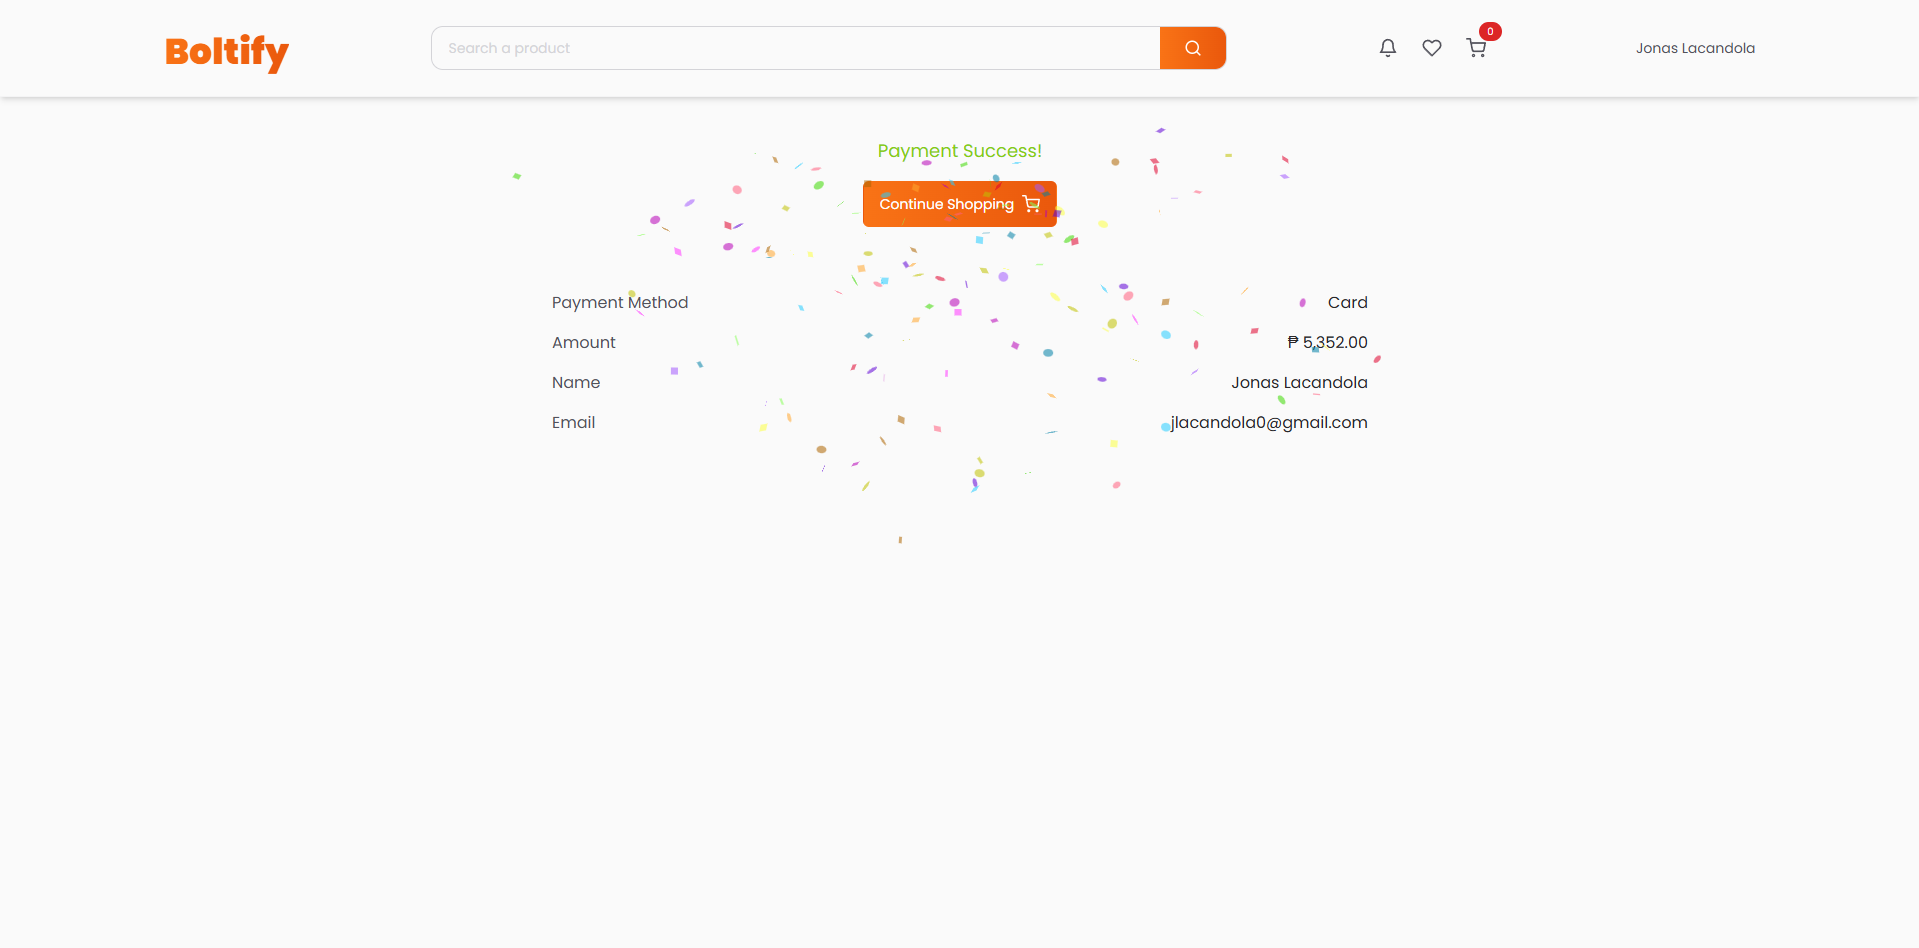 Boltify
Search a product
0
Jonas Lacandola
Payment Success!
Continue Shopping
Payment Method Card
Amount ₱ 5,352.00
Name Jonas Lacandola
Email jlacandola0@gmail.com